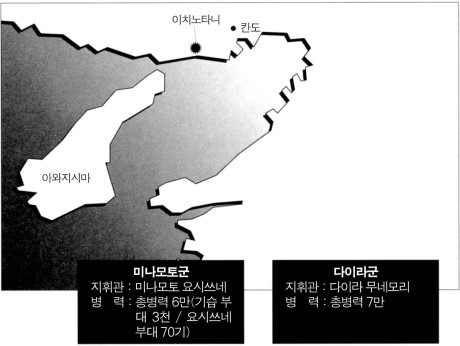 이치노타니
칸도
아와지시마
미나모토군
지휘관 : 미나모토 요시쓰네
병 력 : 총병력 6만(기습 부
대 3천 / 요시쓰네
부대 70기)
다이라군
지휘관 : 다이라 무네모리
병 력 : 총병력 7만